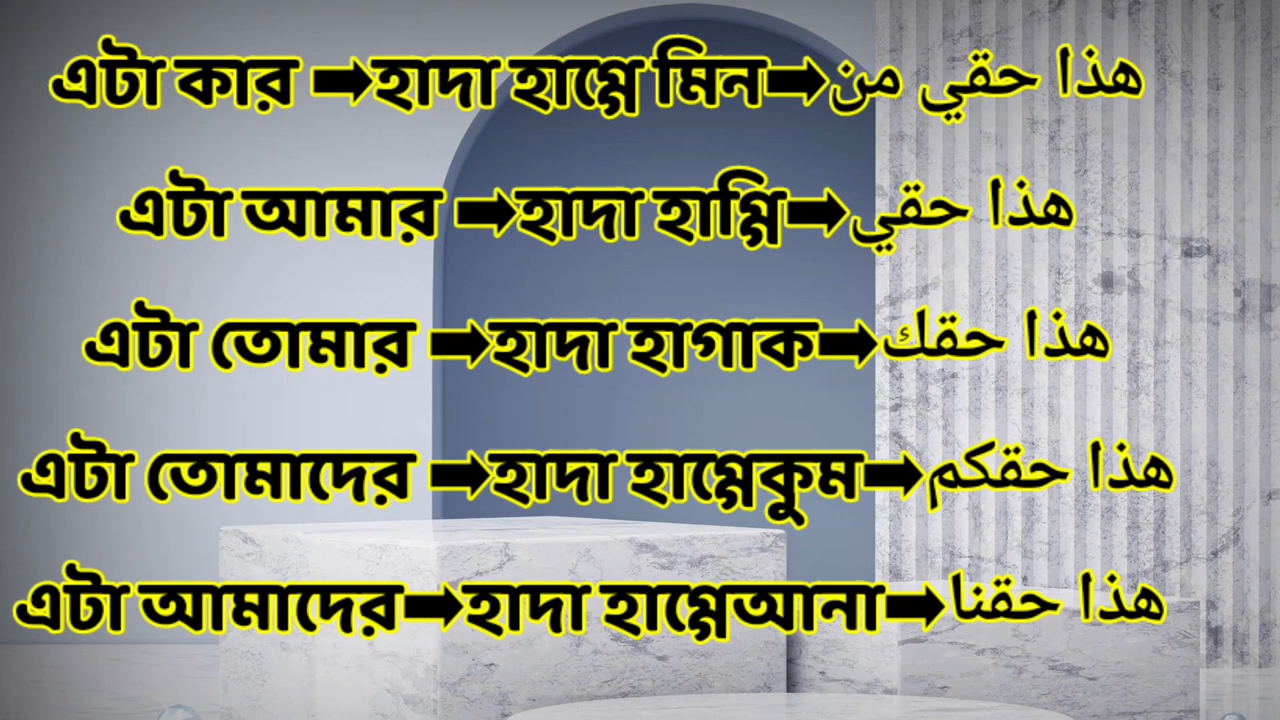 এটা কার ➡হাদা হাগ্গে মিন➡هذا حقي من
এটা আমার ➡হাদা হাগ্গি➡هذا حقي
এটা তোমার ➡হাদা হাগাক➡هذا حقك
এটা তোমাদের ➡হাদা হাগ্গেকুম➡هذا حقكم
এটা আমাদের➡হাদা হাগ্গেআনা➡هذا حقنا